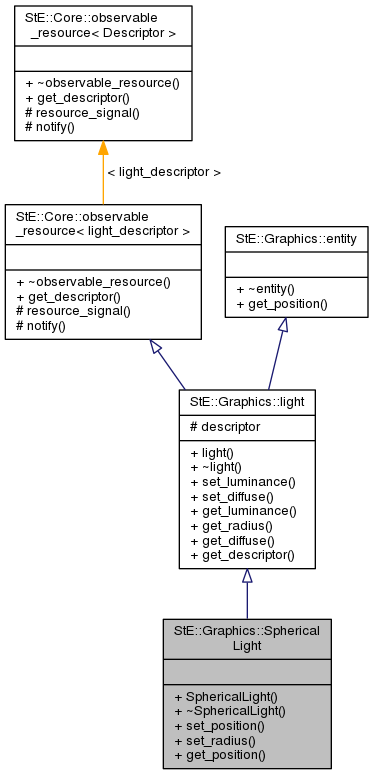 StE::Core::observable
_resource< Descriptor >
+ ~observable_resource()
+ get_descriptor()
# resource_signal()
# notify()
< light_descriptor >
StE::Core::observable
_resource< light_descriptor >
+ ~observable_resource()
+ get_descriptor()
# resource_signal()
# notify()
StE::Graphics::entity
+ ~entity()
+ get_position()
StE::Graphics::light
# descriptor
+ light()
+ ~light()
+ set_luminance()
+ set_diffuse()
+ get_luminance()
+ get_radius()
+ get_diffuse()
+ get_descriptor()
StE::Graphics::Spherical
Light
+ SphericalLight()
+ ~SphericalLight()
+ set_position()
+ set_radius()
+ get_position()